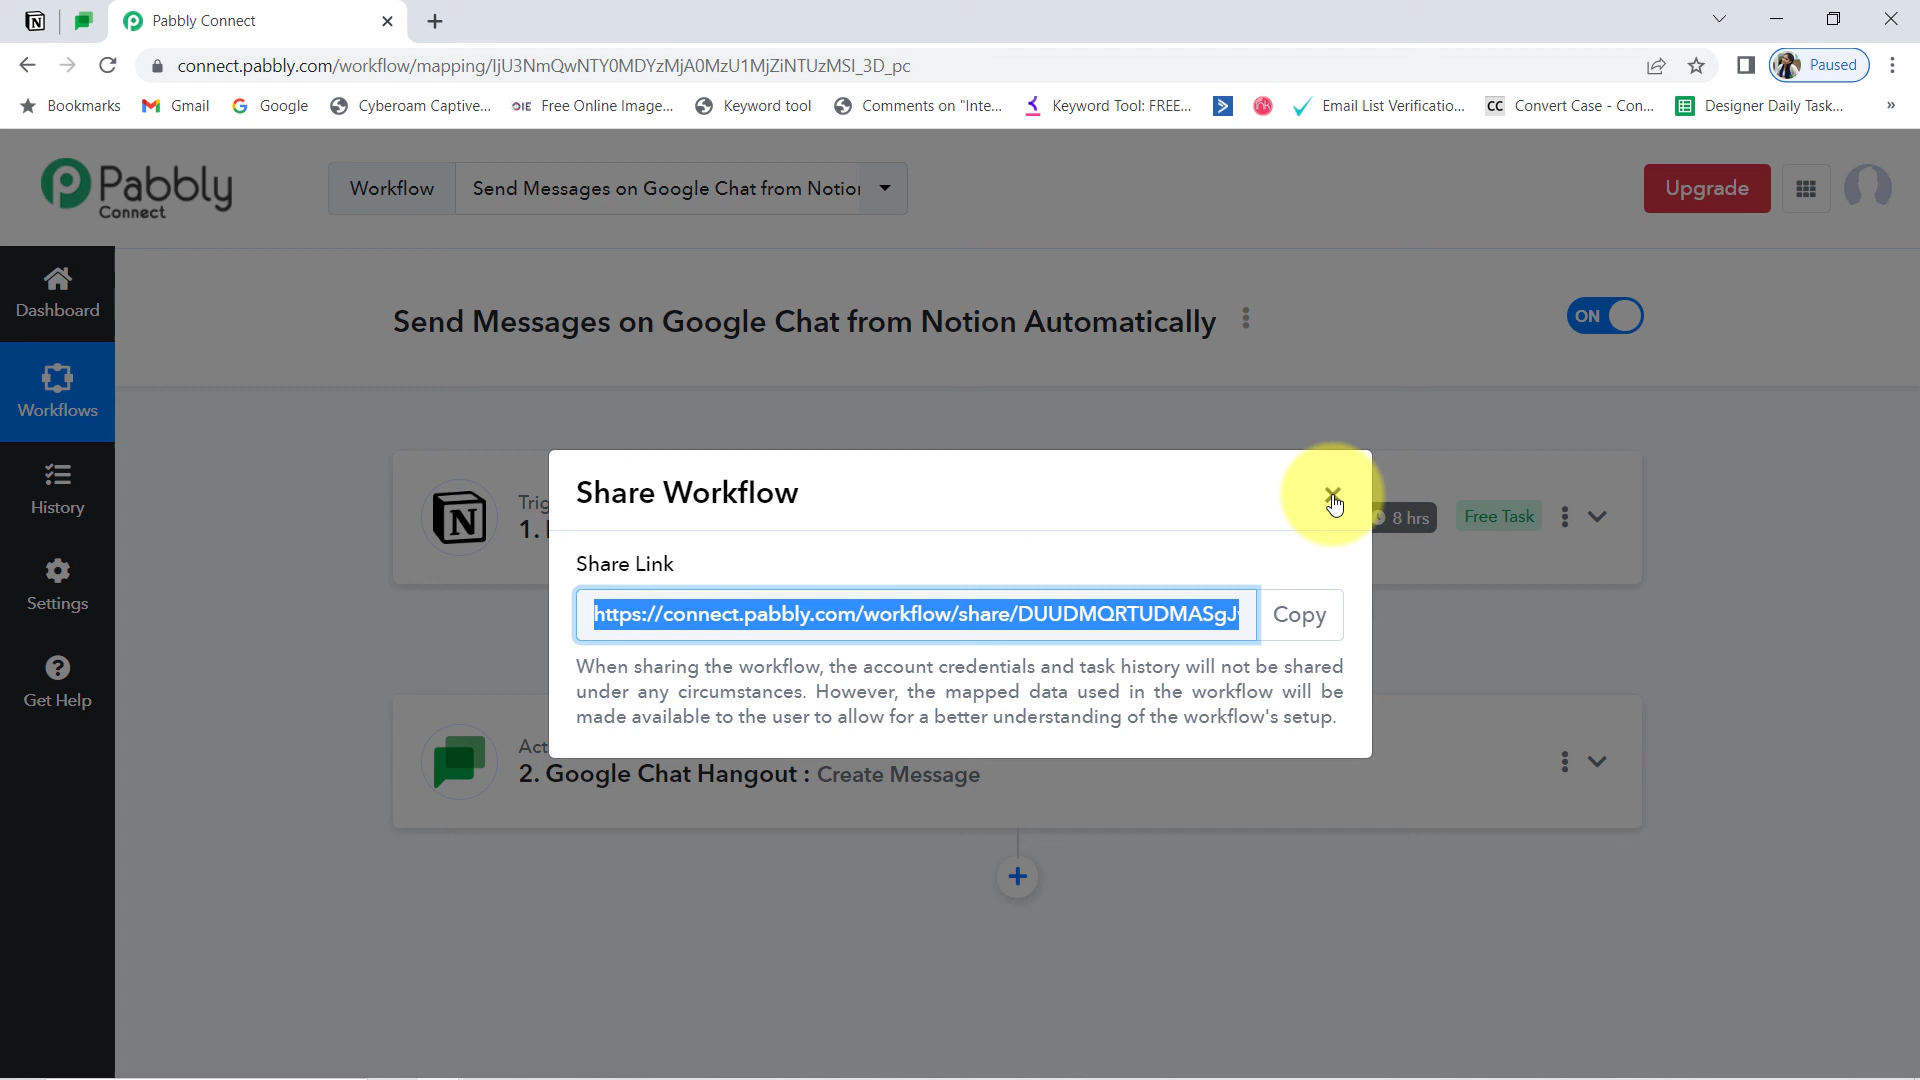 Pabbly Connect
connect.pabbly.com/workflow/mapping/IjU3NmQwNTY0MDYzMjA0MzU1MjZiNTUzMSI_3D_pc
Paused
Bookmarks Gmail Google Cyberoam Captive... OIE Free Online Image... Keyword tool Comments on "Inte... Keyword Tool: FREE... Email List Verificatio... CC Convert Case - Con... Designer Daily Task... »
Pabbly
Connect
Workflow
Send Messages on Google Chat from Notion
Upgrade
Dashboard
Workflows
History
Settings
Get Help
Send Messages on Google Chat from Notion Automatically
ON
1.
8 hrs
Free Task
Share Workflow
Share Link
https://connect.pabbly.com/workflow/share/DUUDMQRTUDMASgJ
Copy
When sharing the workflow, the account credentials and task history will not be shared
under any circumstances. However, the mapped data used in the workflow will be
made available to the user to allow for a better understanding of the workflow's setup.
2. Google Chat Hangout : Create Message